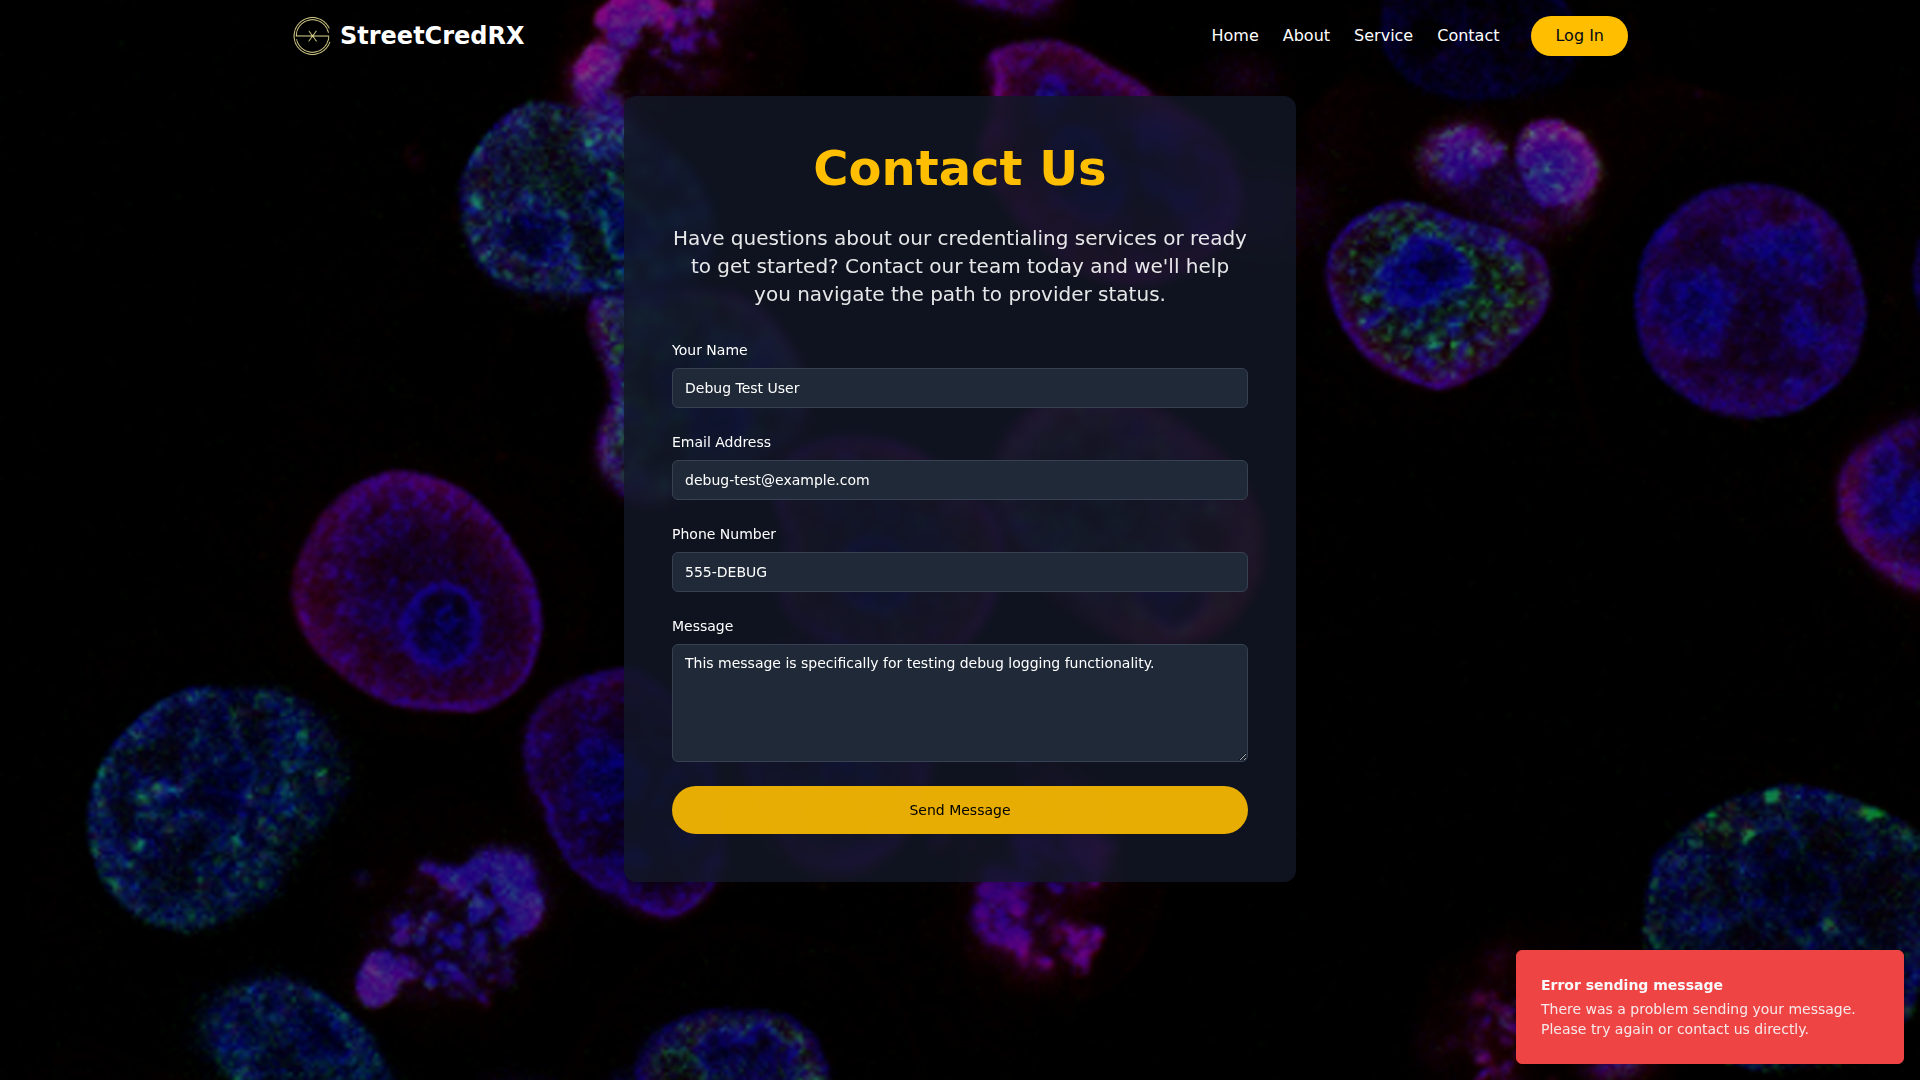 StreetCredRX
Home
About
Service
Contact
Log In
Contact Us
Have questions about our credentialing services or ready
to get started? Contact our team today and we'll help
you navigate the path to provider status.
Your Name
Debug Test User
Email Address
debug-test@example.com
Phone Number
555-DEBUG
Message
This message is specifically for testing debug logging functionality.
Send Message
Error sending message
There was a problem sending your message.
Please try again or contact us directly.